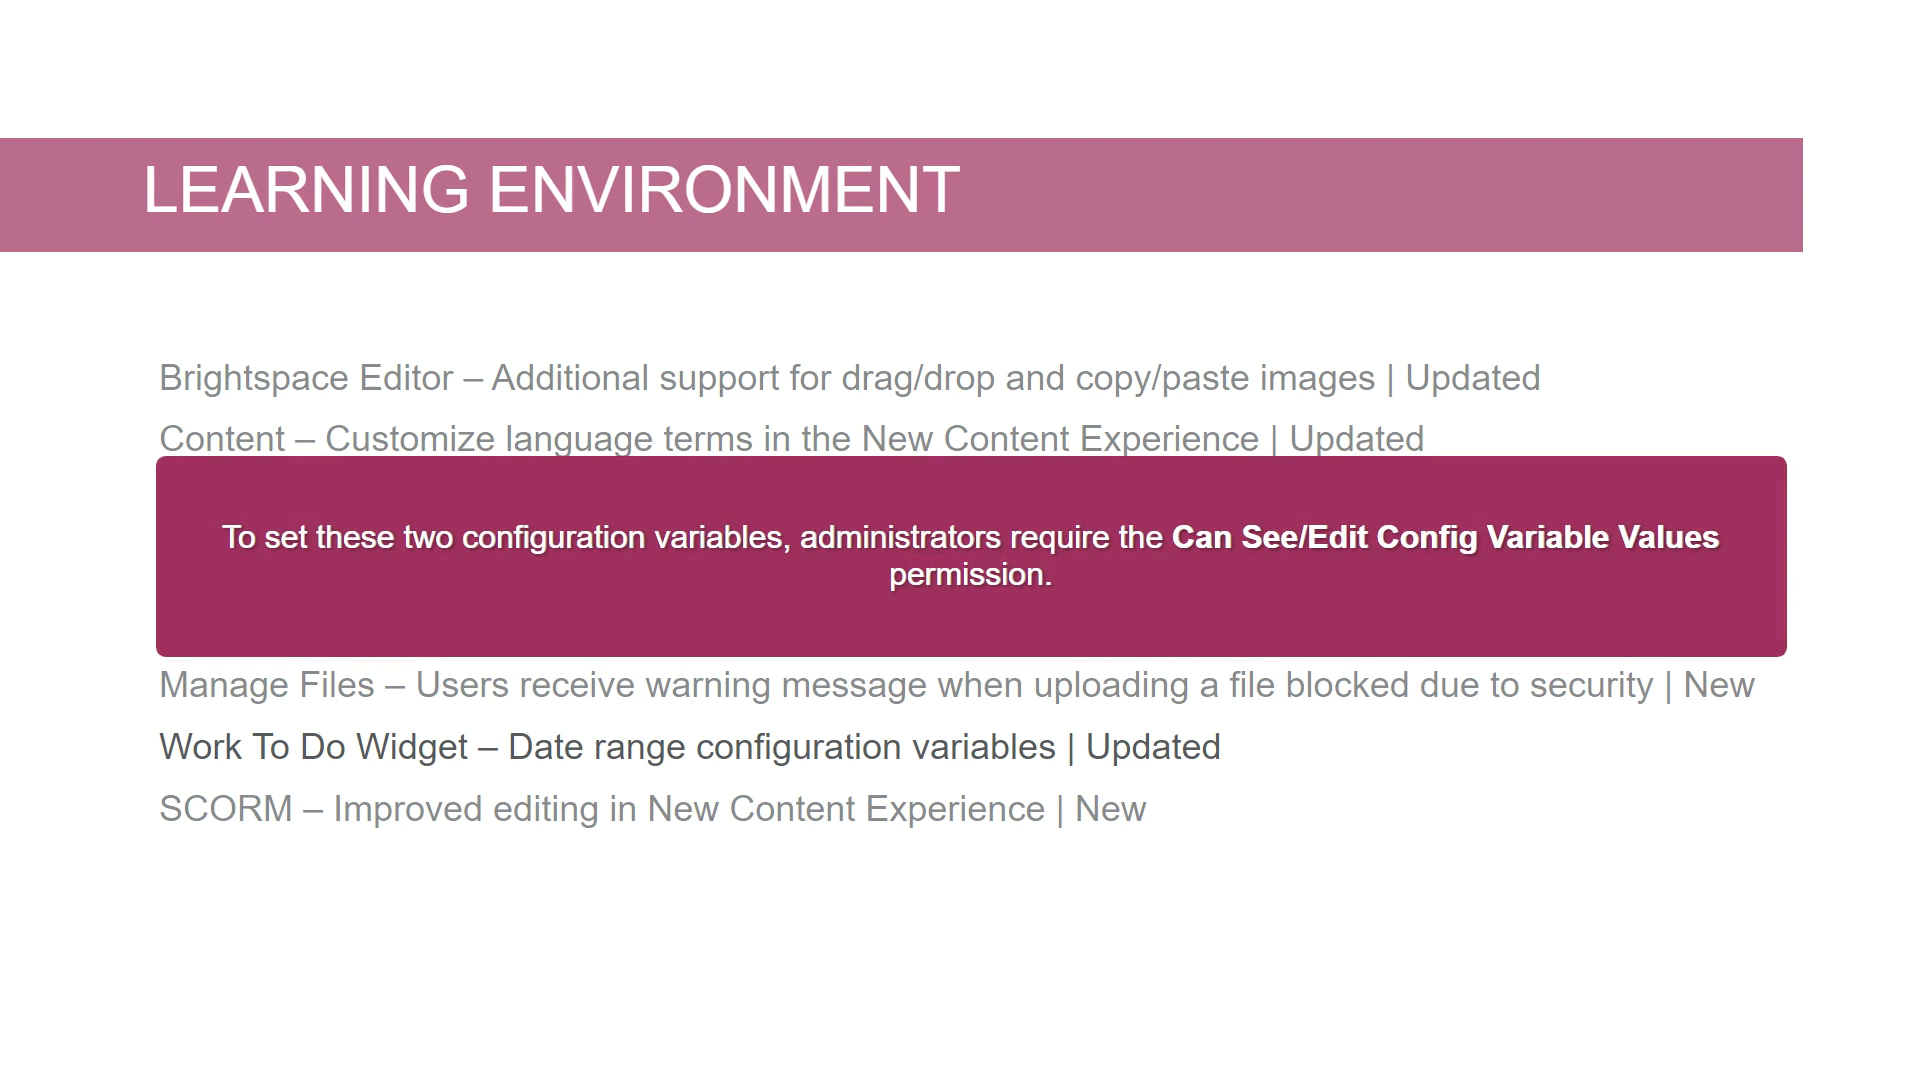 LEARNING ENVIRONMENT
Brightspace Editor – Additional support for drag/drop and copy/paste images | Updated
Content – Customize language terms in the New Content Experience | Updated
To set these two configuration variables, administrators require the Can See/Edit Config Variable Values
permission.
Manage Files – Users receive warning message when uploading a file blocked due to security | New
Work To Do Widget – Date range configuration variables | Updated
SCORM – Improved editing in New Content Experience | New